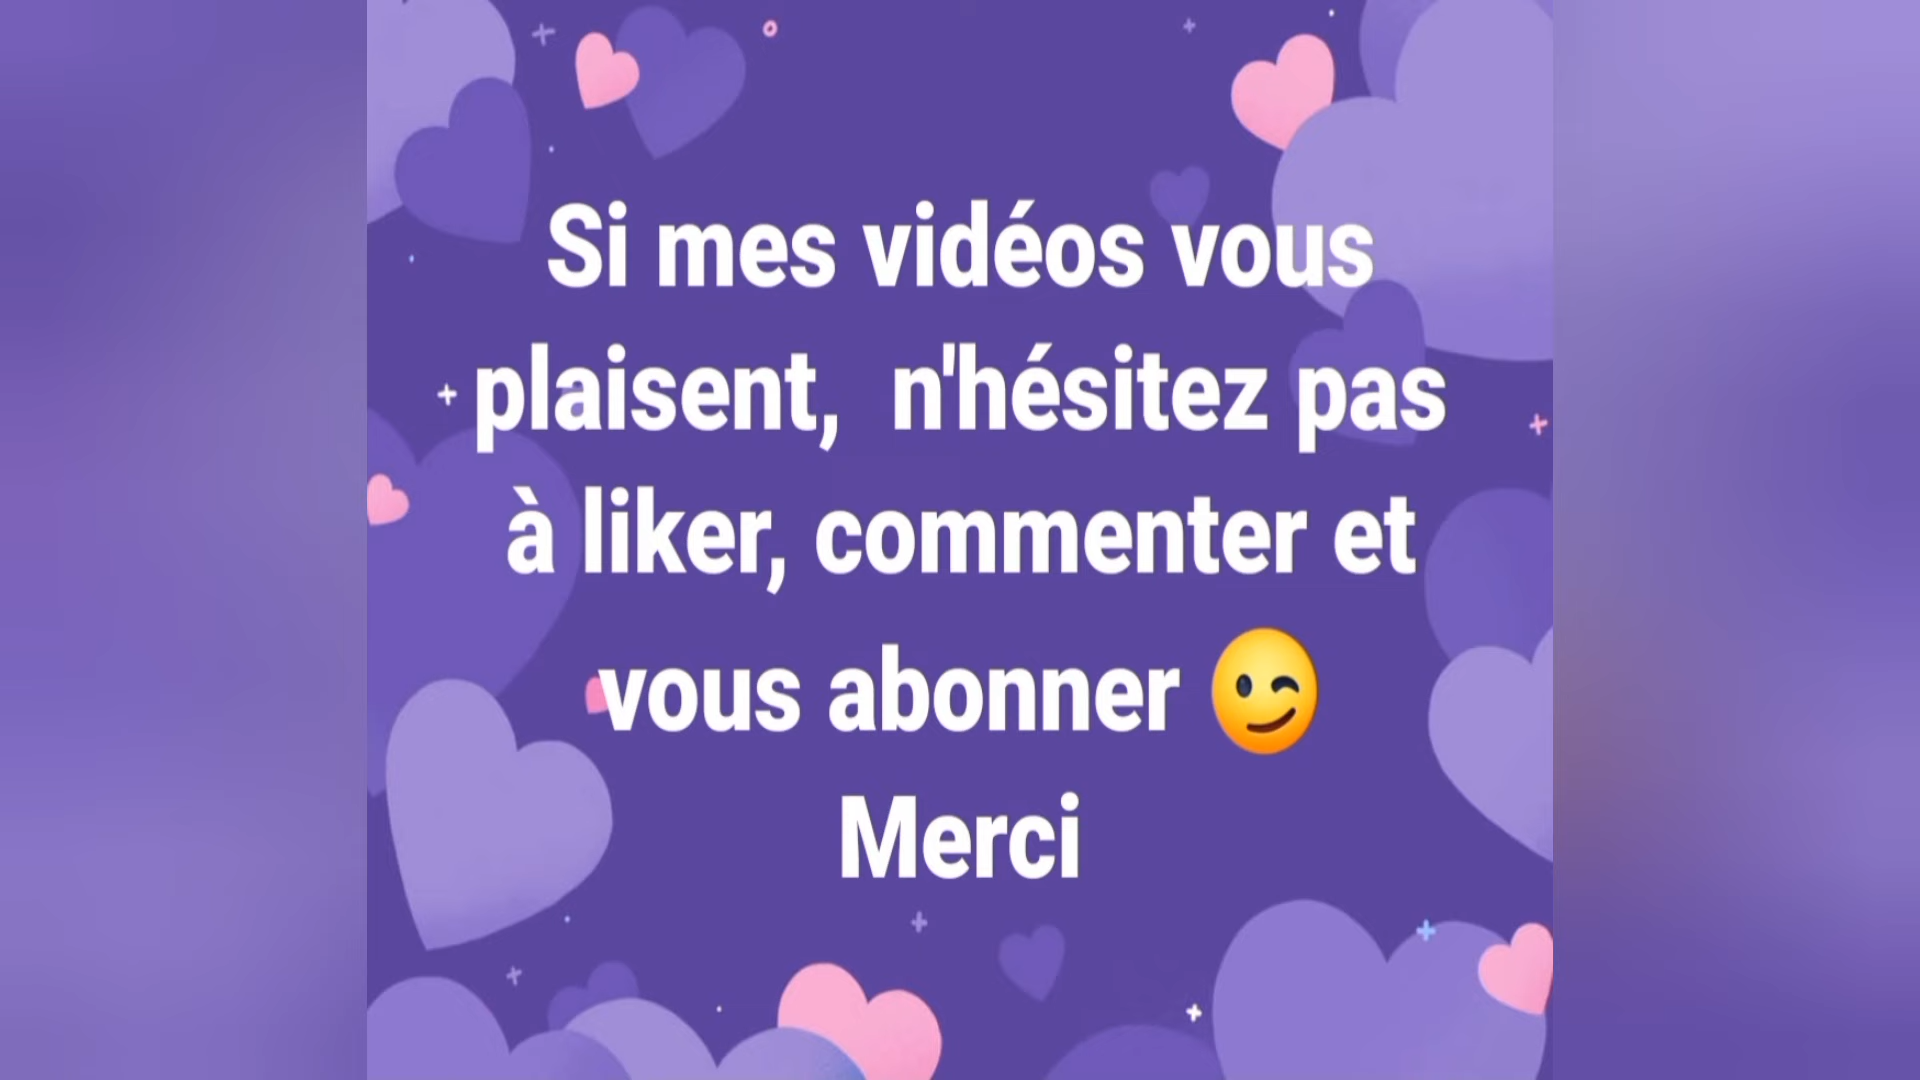 Si mes vidéos vous
plaisent,  n'hésitez pas
à liker, commenter et
vous abonner 😉
Merci